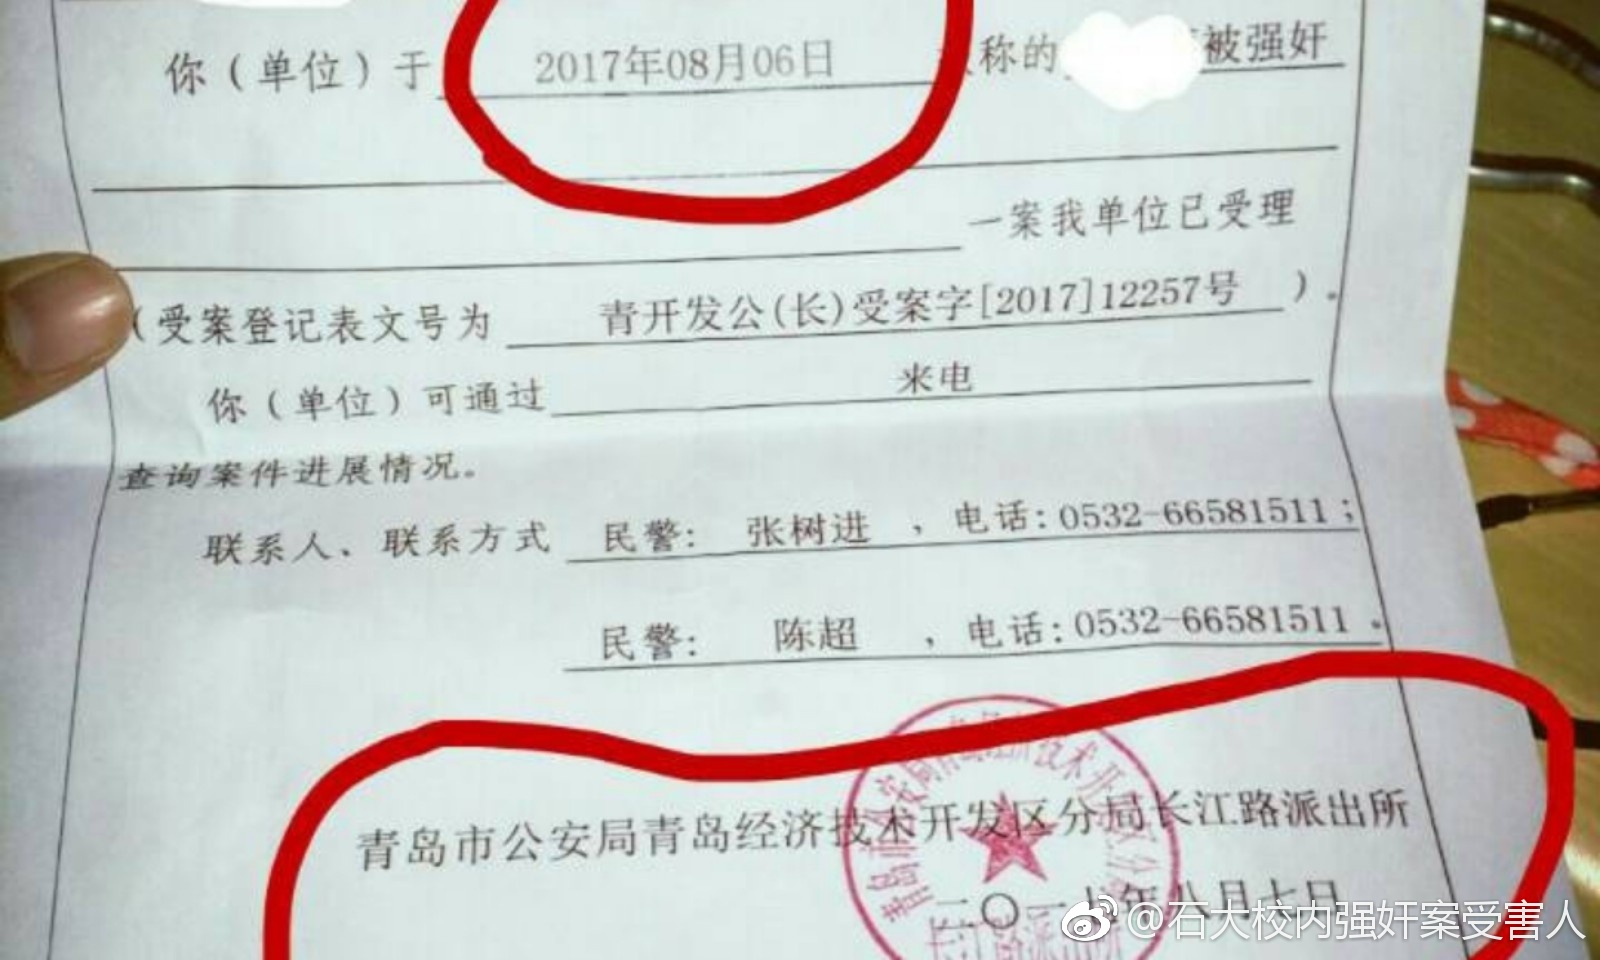 你（单位）于 2017年08月06日 称的 被强奸
一案我单位已受理
（受案登记表文号为 青开发公(长)受案字[2017]12257号 ）。
你（单位）可通过 来电
查询案件进展情况。
联系人、联系方式 民警: 张树进 ，电话:0532-66581511；
民警: 陈超 ，电话:0532-66581511。
青岛市公安局青岛经济技术开发区分局长江路派出所
二〇一七年八月七日
@石大校内强奸案受害人